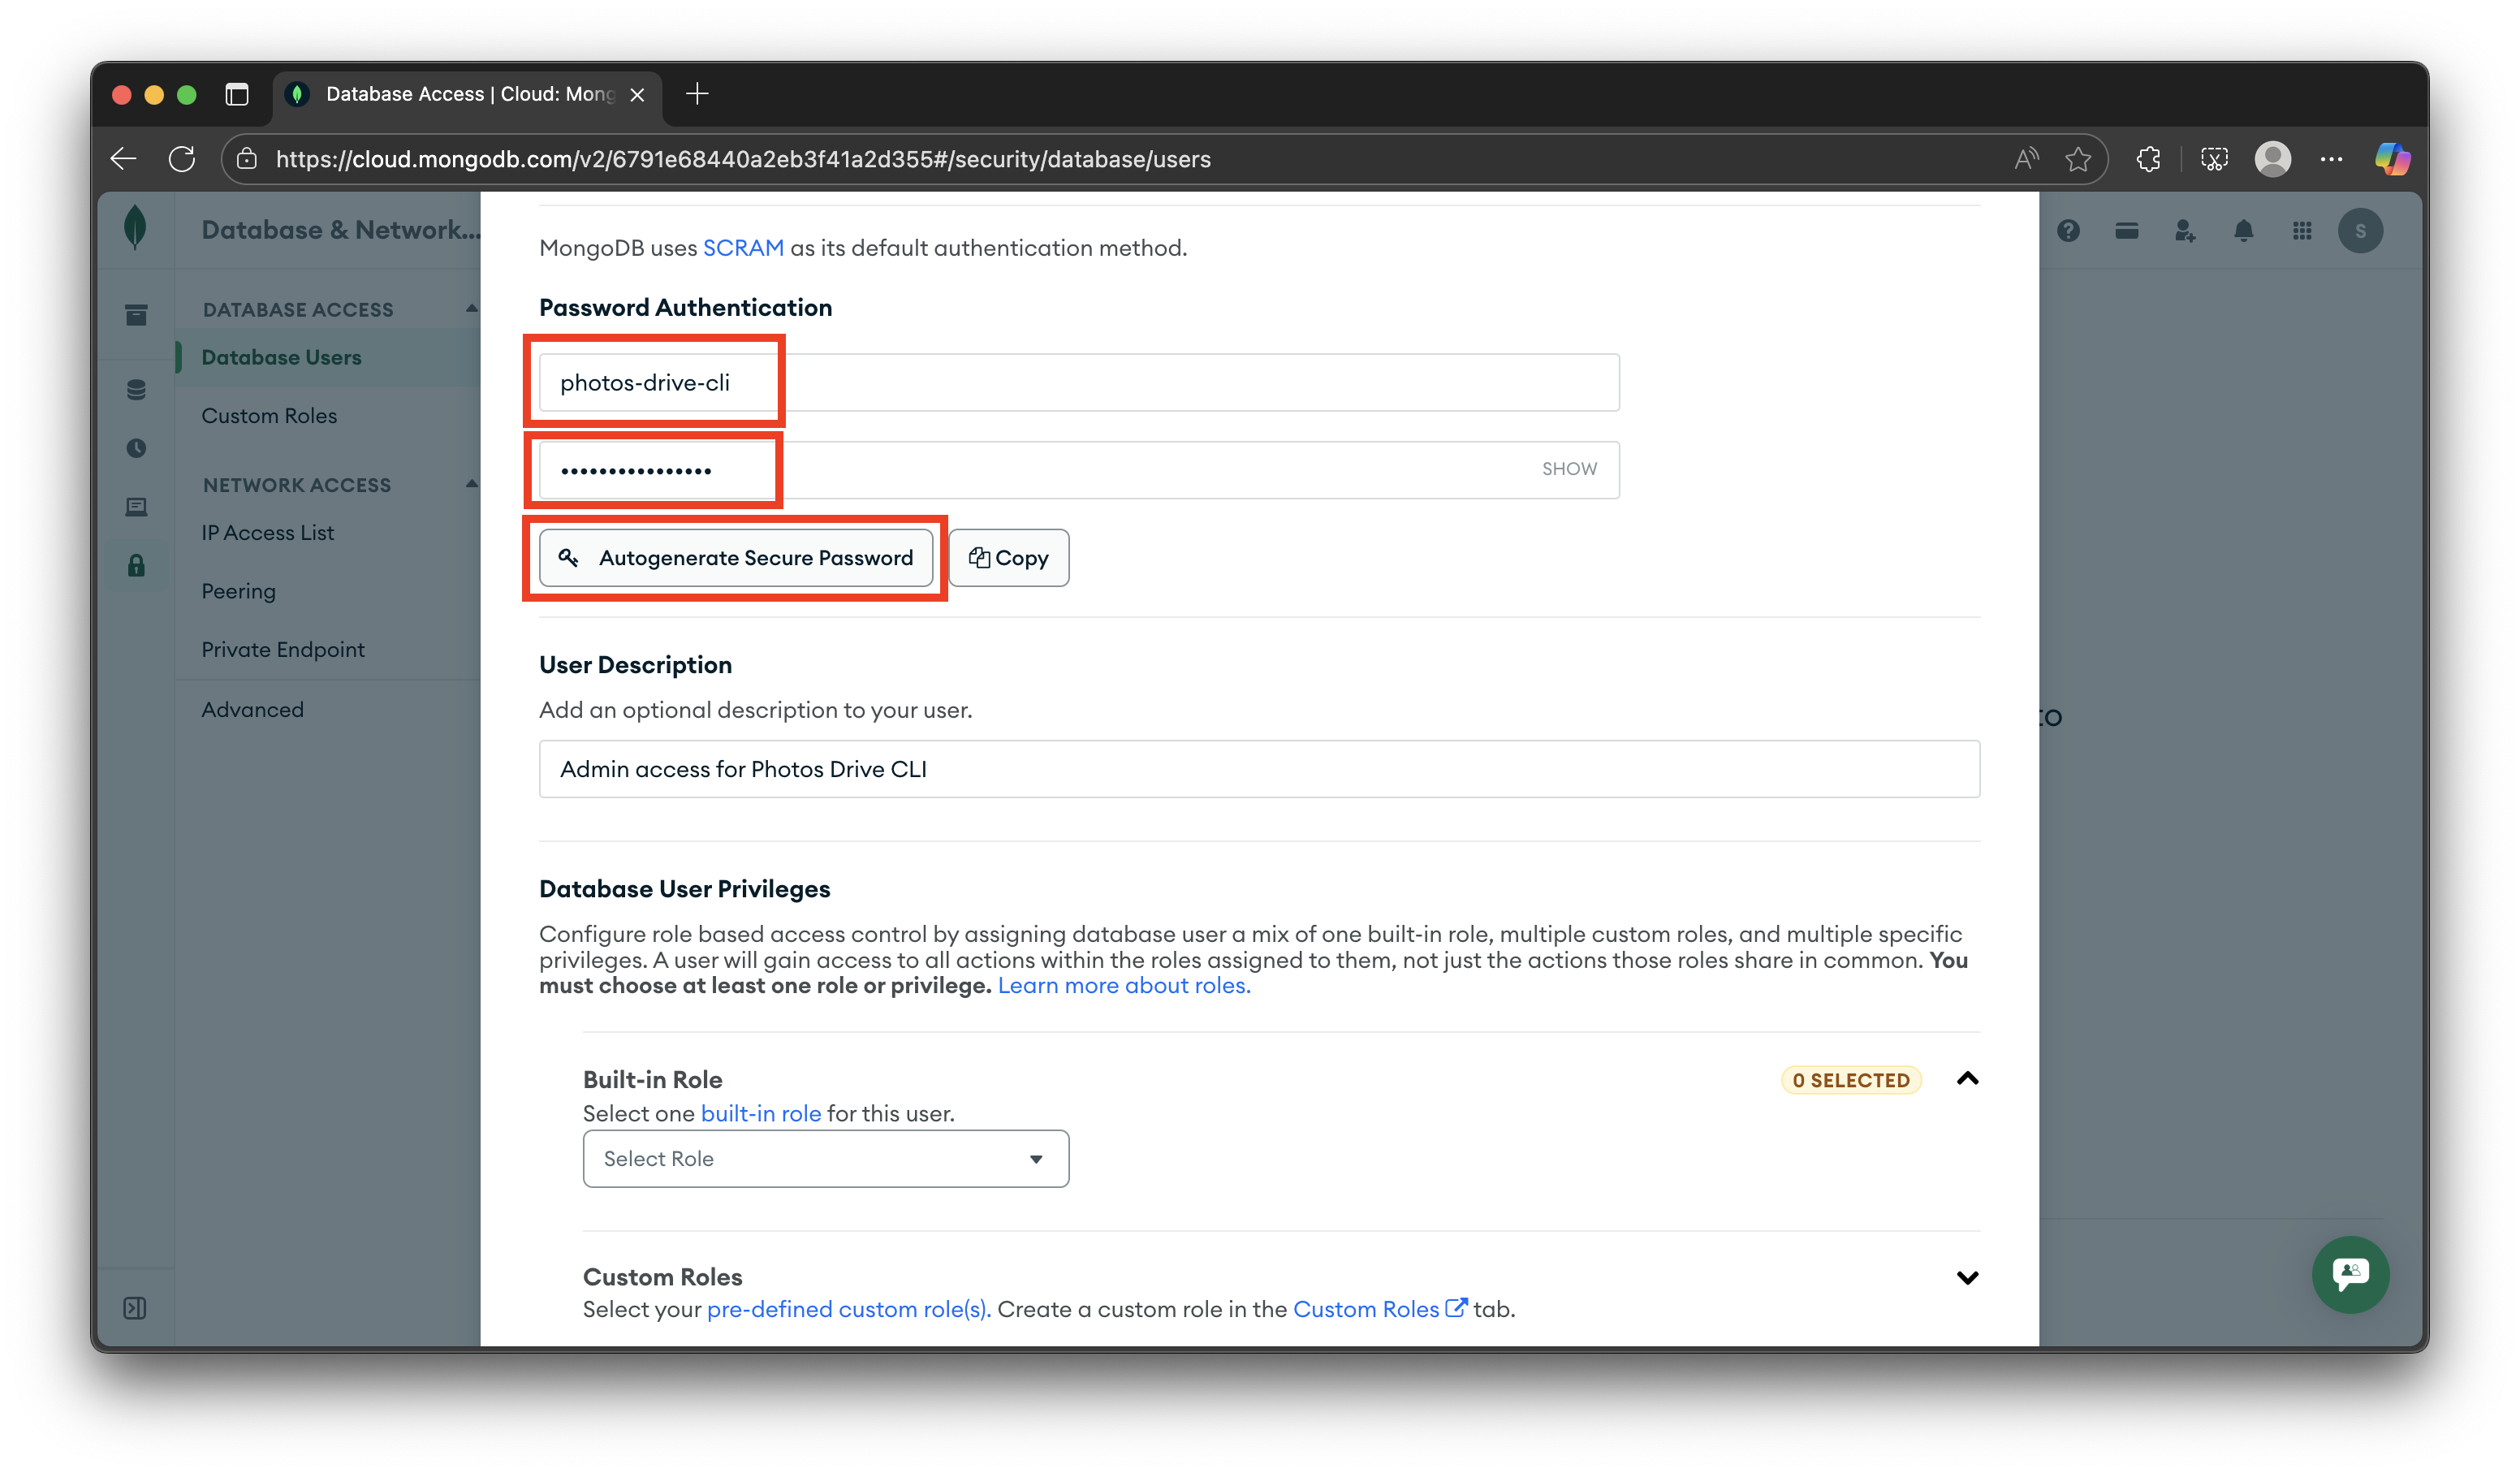 Database Access | Cloud: Mong
https://cloud.mongodb.com/v2/6791e68440a2eb3f41a2d355#/security/database/users
Database & Network...
S
DATABASE ACCESS
Database Users
Custom Roles
NETWORK ACCESS
IP Access List
Peering
Private Endpoint
Advanced
MongoDB uses SCRAM as its default authentication method.
Password Authentication
photos-drive-cli
••••••••••••••••
SHOW
Autogenerate Secure Password
Copy
User Description
Add an optional description to your user.
Admin access for Photos Drive CLI
Database User Privileges
Configure role based access control by assigning database user a mix of one built-in role, multiple custom roles, and multiple specific
privileges. A user will gain access to all actions within the roles assigned to them, not just the actions those roles share in common. You
must choose at least one role or privilege. Learn more about roles.
Built-in Role
0 SELECTED
Select one built-in role for this user.
Select Role
Custom Roles
Select your pre-defined custom role(s). Create a custom role in the Custom Roles tab.
to